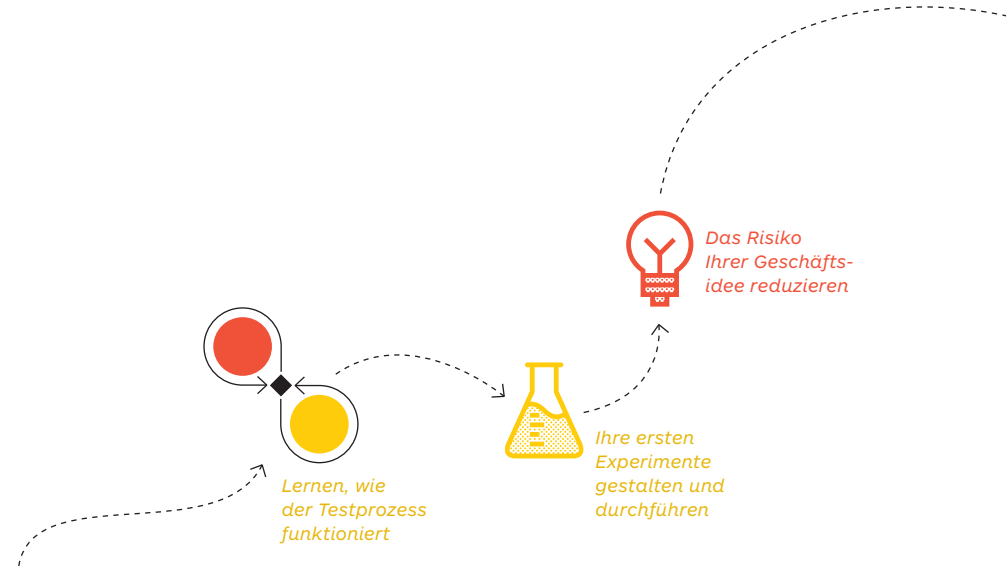 Das Risiko
Ihrer Geschäfts-
idee reduzieren
Ihre ersten
Experimente
gestalten und
durchführen
Lernen, wie
der Testprozess
funktioniert